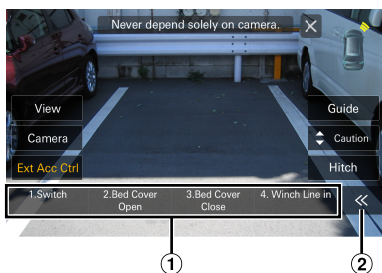 Never depend solely on camera.
View
Guide
Camera
Caution
Ext Acc Ctrl
Hitch
1.Switch
2.Bed Cover
Open
3.Bed Cover
Close
4. Winch Line in
1
2